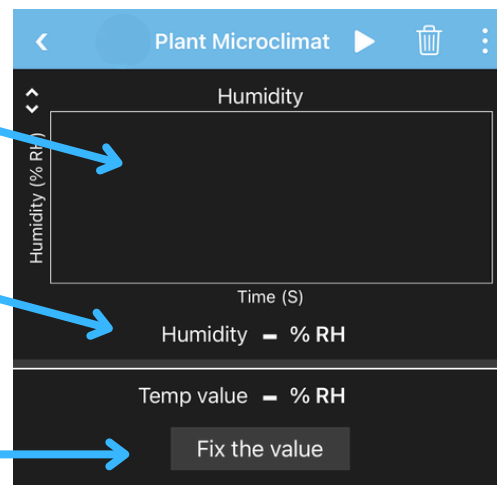 Plant Microclimat
Humidity
Humidity (% RH)
Time (S)
Humidity – % RH
Temp value – % RH
Fix the value